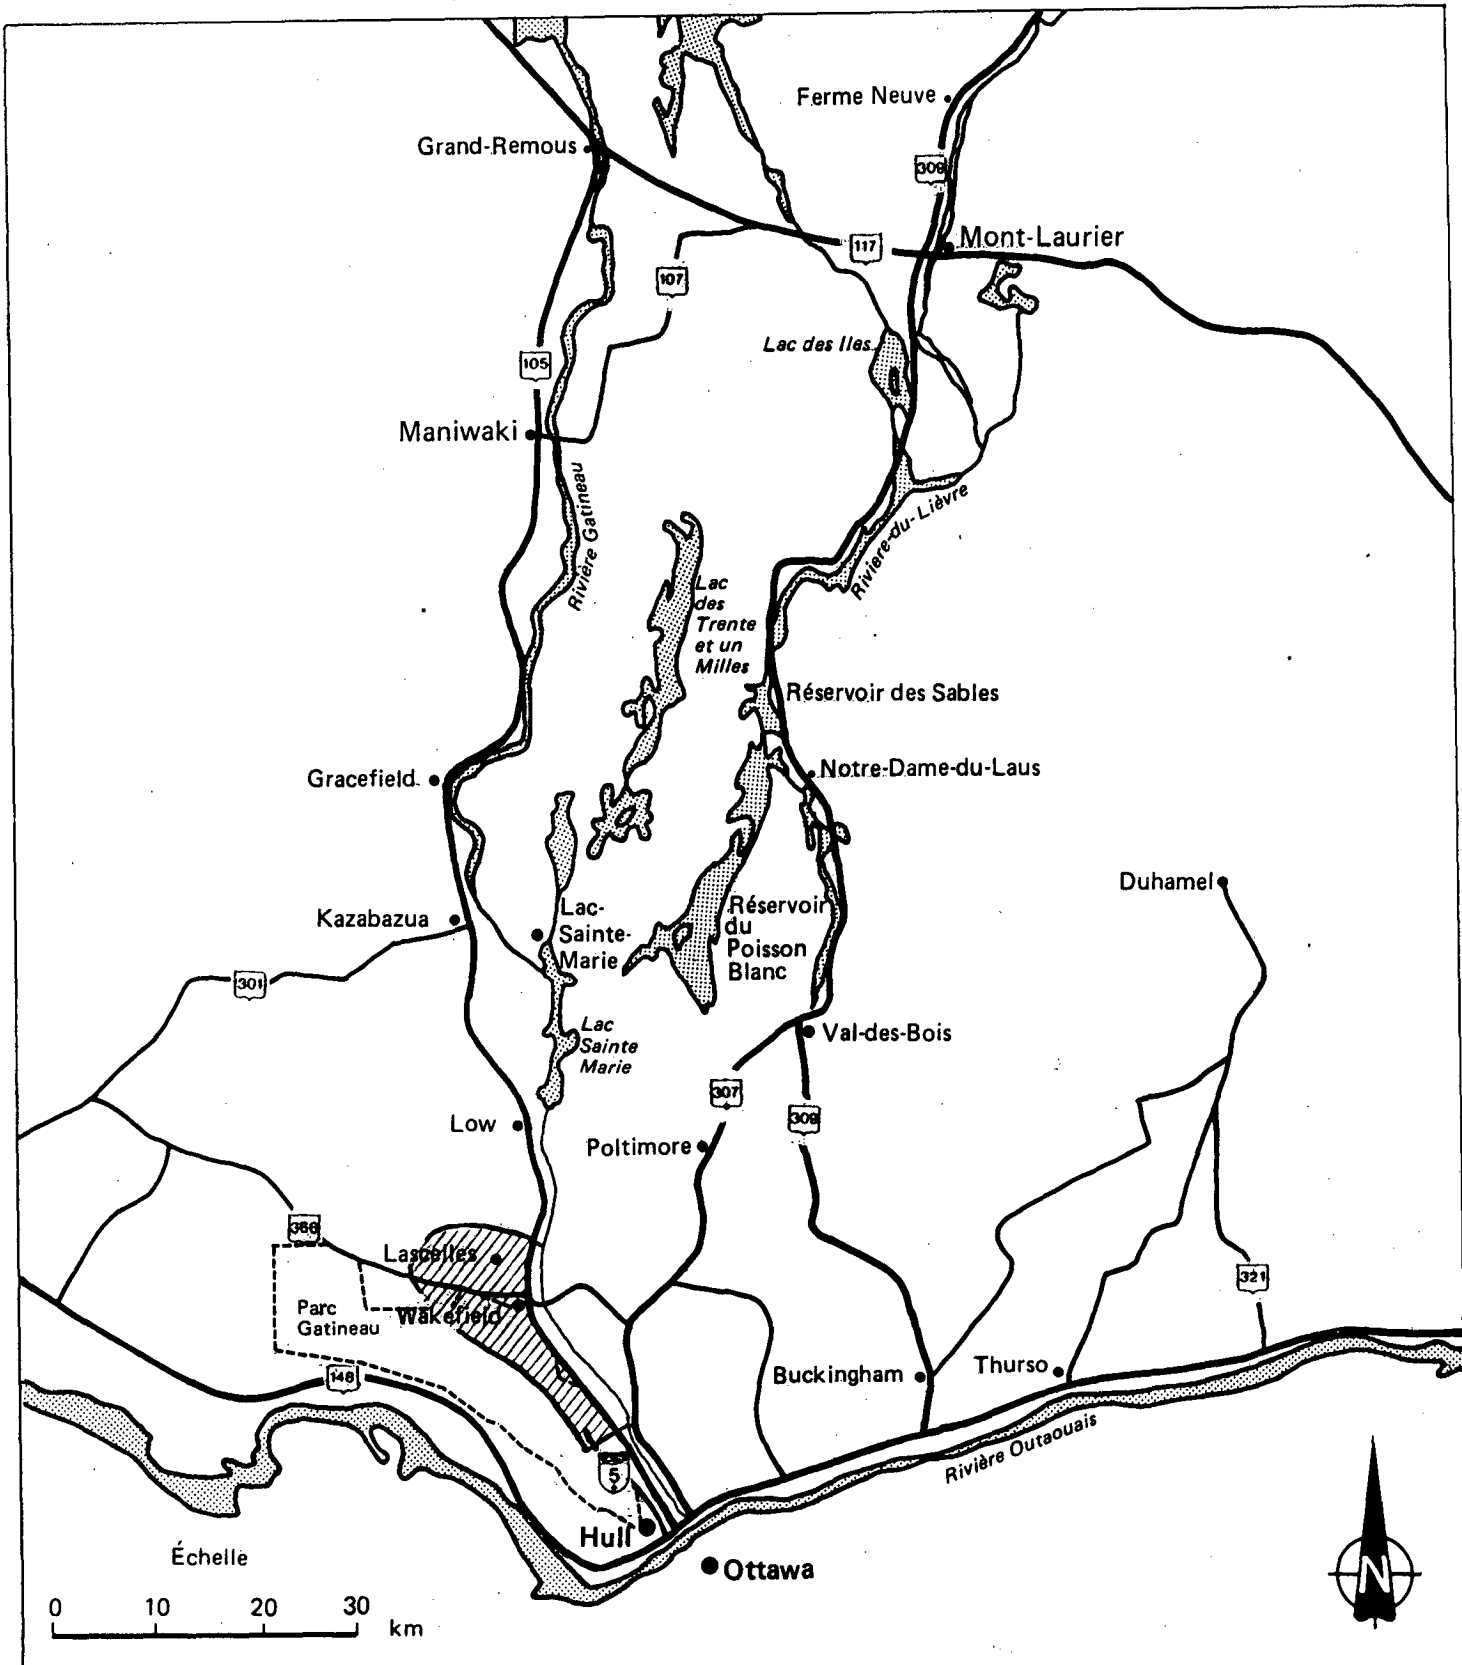 Ferme Neuve
Grand-Remous
309
Mont-Laurier
117
107
Lac des Iles
105
Maniwaki
Rivière Gatineau
Riviere-du-Lièvre
Lac
des
Trente
et un
Milles
Réservoir des Sables
Gracefield
Notre-Dame-du-Laus
Duhamel
Kazabazua
Lac-
Sainte-
Marie
Réservoir
du
Poisson
Blanc
301
Lac
Sainte
Marie
Val-des-Bois
307
309
Low
Poltimore
366
Lascelles
321
Parc
Gatineau
Wakefield
148
Buckingham
Thurso
Rivière Outaouais
5
Hull
Ottawa
N
Échelle
0 10 20 30
km